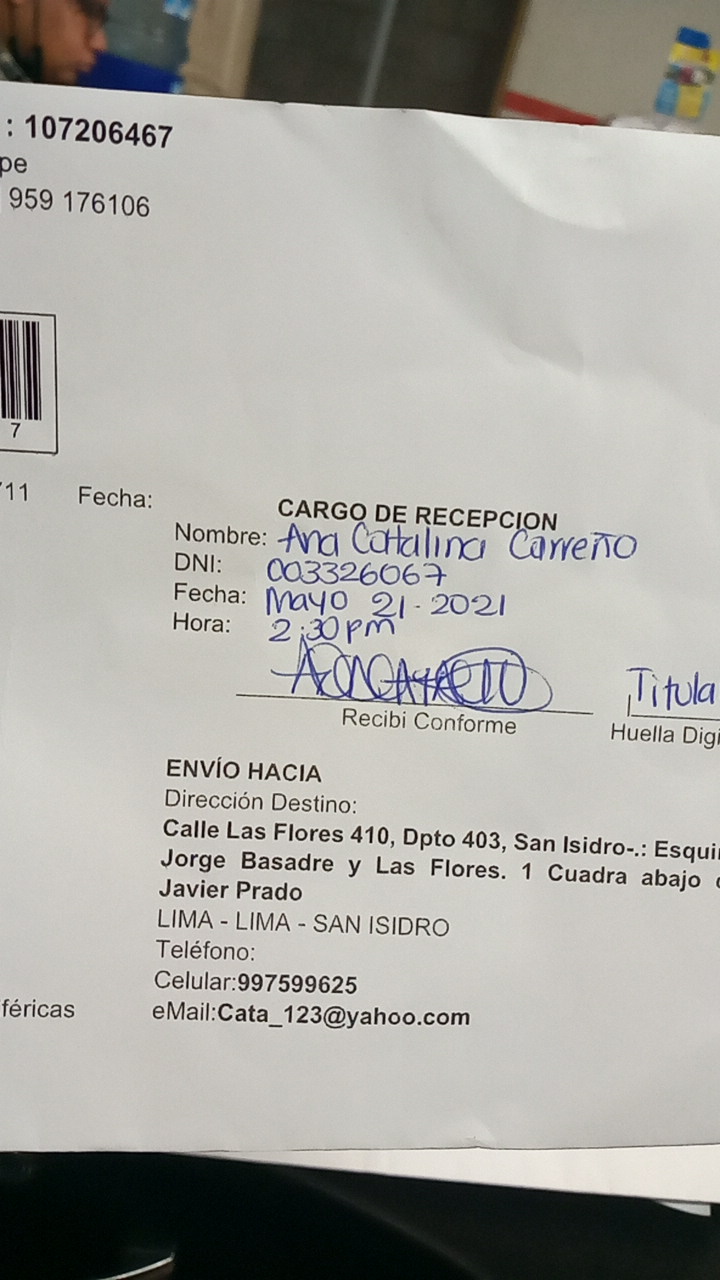 : 107206467
pe
959 176106
7
711 Fecha:
CARGO DE RECEPCION
Nombre: Ana Catalina Carreño
DNI: 003326067
Fecha: Mayo 21-2021
Hora: 2:30pm
Titula
Recibi Conforme
Huella Digi
ENVÍO HACIA
Dirección Destino:
Calle Las Flores 410, Dpto 403, San Isidro-.: Esqui
Jorge Basadre y Las Flores. 1 Cuadra abajo
Javier Prado
LIMA - LIMA - SAN ISIDRO
Teléfono:
Celular:997599625
féricas
eMail:Cata_123@yahoo.com